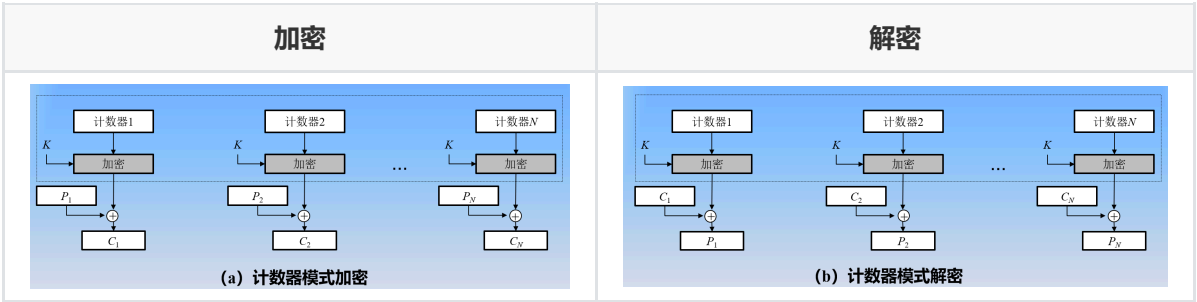 加密 解密
计数器1 计数器2 计数器N
K K K
加密 加密 … 加密
P1 P2 PN
C1 C2 CN
（a）计数器模式加密
计数器1 计数器2 计数器N
K K K
加密 加密 … 加密
C1 C2 CN
P1 P2 PN
（b）计数器模式解密